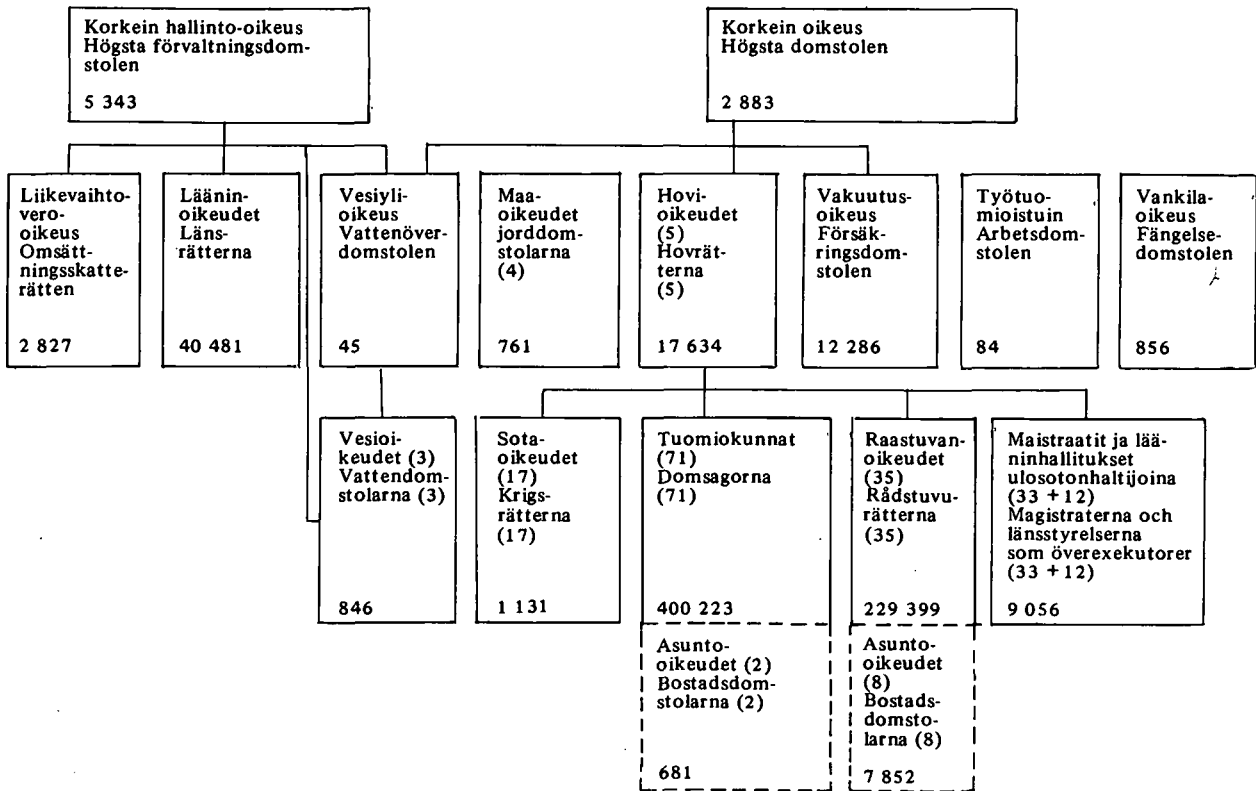 Korkein hallinto-oikeus
Högsta förvaltningsdom-
stolen
5 343
Korkein oikeus
Högsta domstolen
2 883
Liikevaihto-
vero-
oikeus
Omsätt-
ningsskatte-
rätten
2 827
Läänin-
oikeudet
Läns-
rätterna
40 481
Vesiyli-
oikeus
Vattenöver-
domstolen
45
Maa-
oikeudet
jorddom-
stolarna
(4)
761
Hovi-
oikeudet
(5)
Hovrät-
terna
(5)
17 634
Vakuutus-
oikeus
Försäk-
ringsdom-
stolen
12 286
Työtuo-
mioistuin
Arbetsdom-
stolen
84
Vankila-
oikeus
Fängelse-
domstolen
856
Vesioi-
keudet (3)
Vattendom-
stolarna (3)
846
Sota-
oikeudet
(17)
Krigs-
rätterna
(17)
1 131
Tuomiokunnat
(71)
Domsagorna
(71)
400 223
Raastuvan-
oikeudet
(35)
Rådstuvu-
rätterna
(35)
229 399
Maistraatit ja lää-
ninhallitukset
ulosotonhaltijoina
(33 + 12)
Magistraterna och
länsstyrelserna
som överexekutorer
(33 + 12)
9 056
Asunto-
oikeudet (2)
Bostadsdom-
stolarna (2)
681
Asunto-
oikeudet
(8)
Bostads-
domsto-
larna (8)
7 852